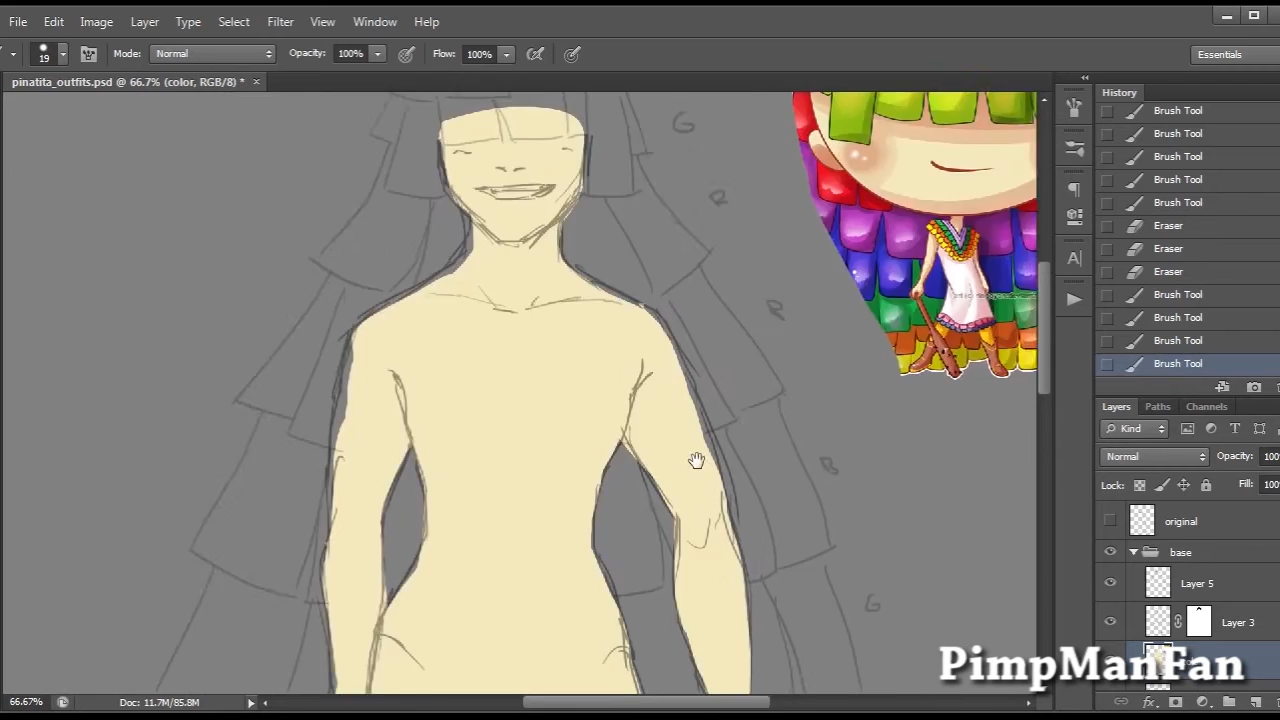 File Edit Image Layer Type Select Filter View Window Help
19 Mode: Normal Opacity: 100% Flow: 100% Essentials
pinatita_outfits.psd @ 66.7% (color, RGB/8) * ×
History
Brush Tool
Brush Tool
Brush Tool
Brush Tool
Brush Tool
Eraser
Eraser
Eraser
Brush Tool
Brush Tool
Brush Tool
Brush Tool
Layers Paths Channels
Kind
Normal Opacity: 100
Lock: Fill: 100
original
base
Layer 5
Layer 3
G
R
P
B
G
PimpManFan
66.67% Doc: 11.7M/85.8M